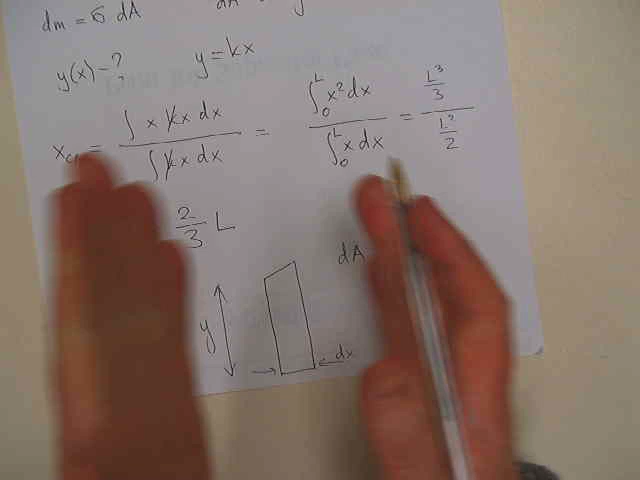 dm = σ dA dA = y
y(x) - ? y = kx
x = ∫ x kx dx / ∫ kx dx = ∫₀ᴸ x² dx / ∫₀ᴸ x dx = L³/3 / L²/2
2/3 L
dA
y
dx